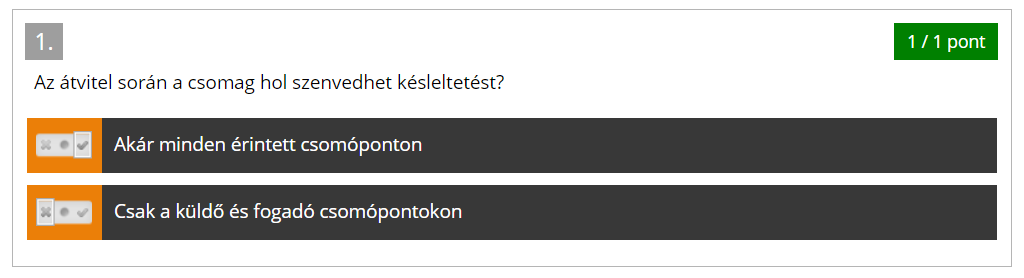 1.
1 / 1 pont
Az átvitel során a csomag hol szenvedhet késleltetést?
Akár minden érintett csomóponton
Csak a küldő és fogadó csomópontokon